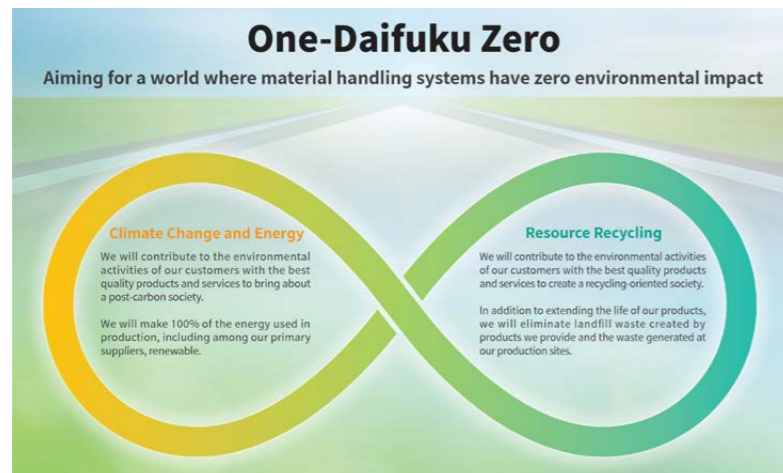 One-Daifuku Zero
Aiming for a world where material handling systems have zero environmental impact
Climate Change and Energy
We will contribute to the environmental
activities of our customers with the best
quality products and services to bring about
a post-carbon society.
We will make 100% of the energy used in
production, including among our primary
suppliers, renewable.
Resource Recycling
We will contribute to the environmental activities
of our customers with the best quality products
and services to create a recycling-oriented society.
In addition to extending the life of our products,
we will eliminate landfill waste created by
products we provide and the waste generated at
our production sites.